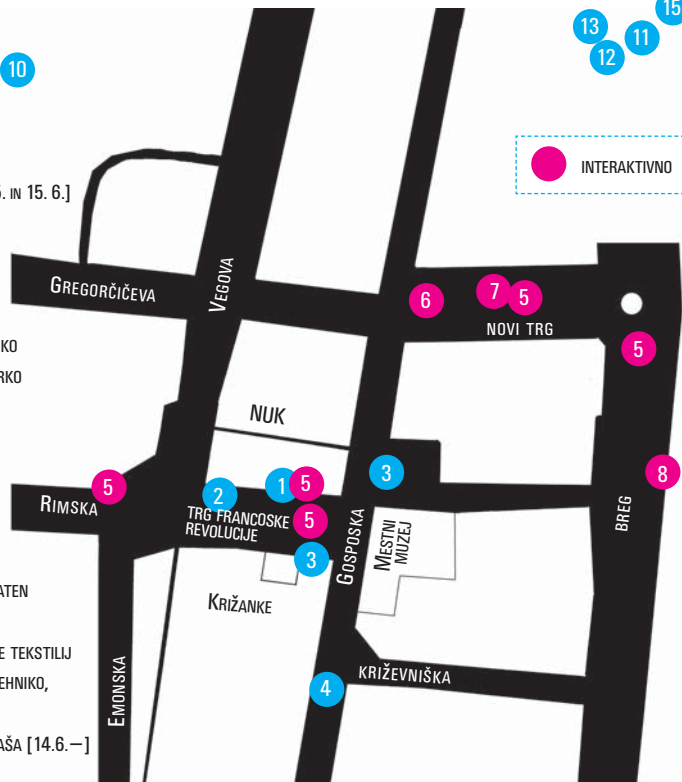 15
13
11
12
10
5. IN 15. 6.]
INTERAKTIVNO
GREGORČIČEVA
VEGOVA
6
7
5
NOVI TRG
KO
RKO
5
NUK
3
8
5
2
1
5
RIMSKA
TRG FRANCOSKE
REVOLUCIJE
5
GOSPOSKA
MESTNI
MUZEJ
BREG
3
KRIŽANKE
ATEN
E TEKSTILIJ
EHNIKO,
KRIŽEVNIŠKA
4
EMONSKA
AŠA [14.6.—]